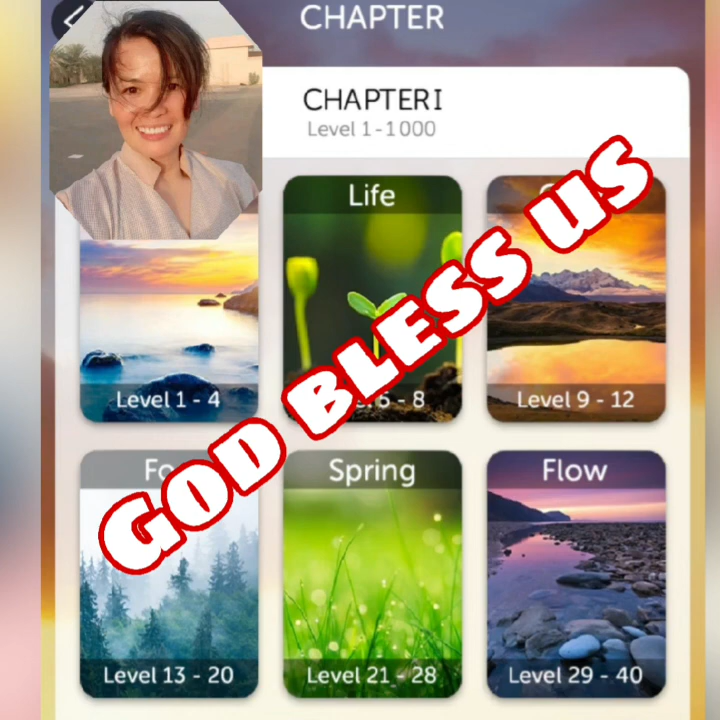 CHAPTER
CHAPTER I
Level 1 - 1000
Life
Level 1 - 4
- 8
Level 9 - 12
GOD BLESS US
Spring
Flow
Level 13 - 20
Level 21 - 28
Level 29 - 40